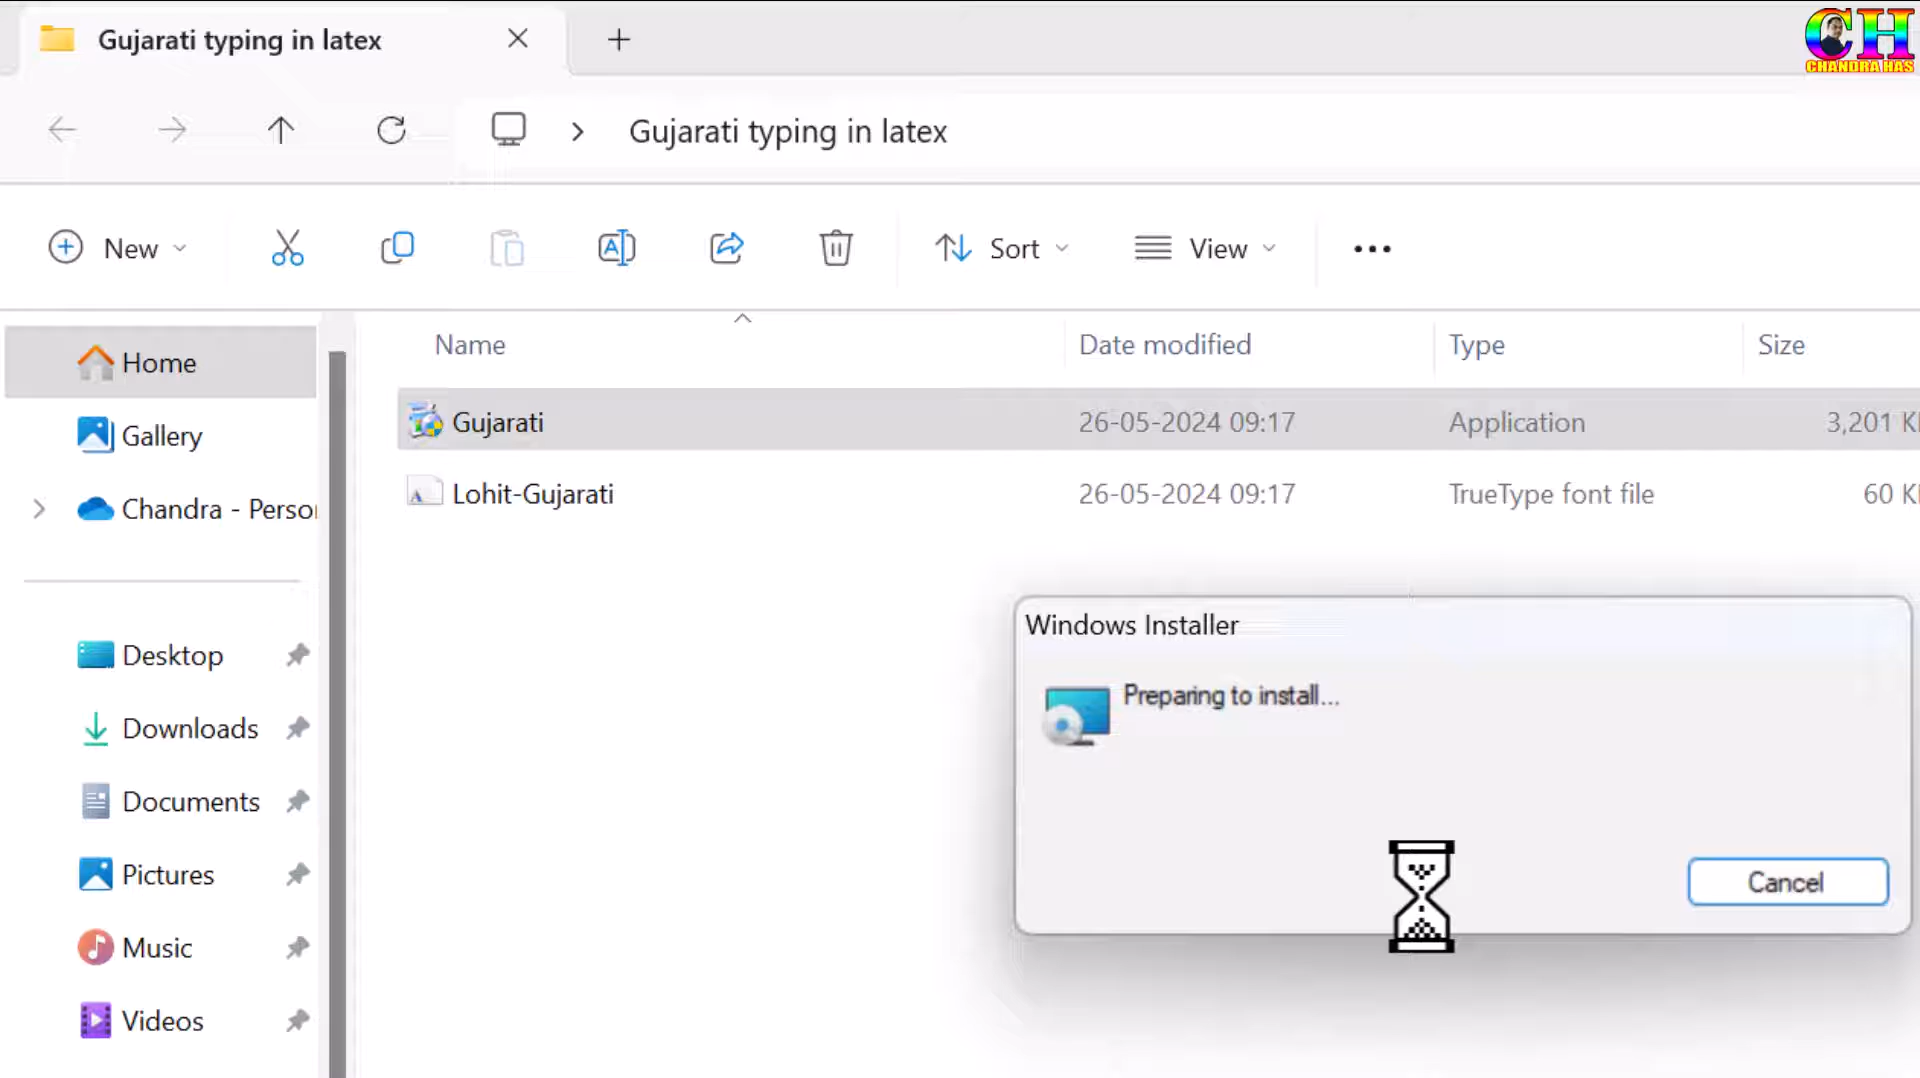 Gujarati typing in latex
CH
CHANDRA HAS
Gujarati typing in latex
New
Sort
View
Home
Gallery
Chandra - Person
Desktop
Downloads
Documents
Pictures
Music
Videos
Name Date modified Type Size
Gujarati 26-05-2024 09:17 Application 3,201 K
Lohit-Gujarati 26-05-2024 09:17 TrueType font file 60 K
Windows Installer
Preparing to install...
Cancel